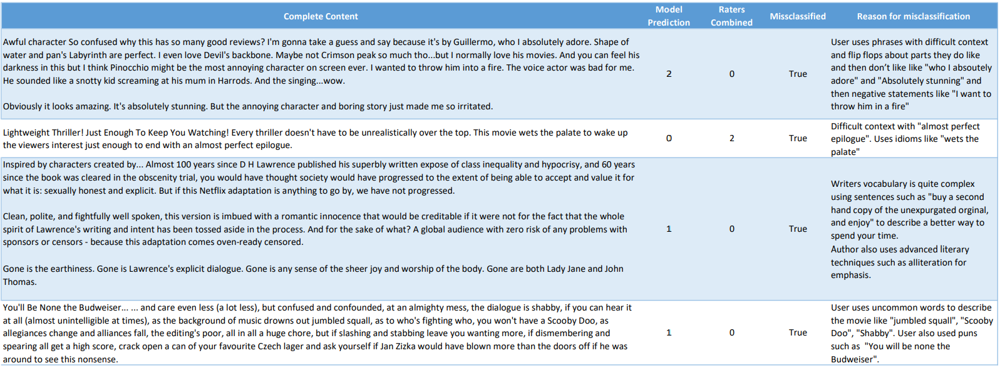 Complete Content
Model
Prediction
Raters
Combined
Missclassified
Reason for misclassification
Awful character So confused why this has so many good reviews? I'm gonna take a guess and say because it's by Guillermo, who I absolutely adore. Shape of
water and pan's Labyrinth are perfect. I even love Devil's backbone. Maybe not Crimson peak so much tho...but I normally love his movies. And you can feel his
darkness in this but I think Pinocchio might be the most annoying character on screen ever. I wanted to throw him into a fire. The voice actor was bad for me.
He sounded like a snotty kid screaming at his mum in Harrods. And the singing...wow.
Obviously it looks amazing. It's absolutely stunning. But the annoying character and boring story just made me so irritated.
2
0
True
User uses phrases with difficult context
and flip flops about parts they do like
and then don't like like "who I absoutely
adore" and "Absolutely stunning" and
then negative statements like "I want to
throw him in a fire"
Lightweight Thriller! Just Enough To Keep You Watching! Every thriller doesn't have to be unrealistically over the top. This movie wets the palate to wake up
the viewers interest just enough to end with an almost perfect epilogue.
0
2
True
Difficult context with "almost perfect
epilogue". Uses idioms like "wets the
palate"
Inspired by characters created by... Almost 100 years since D H Lawrence published his superbly written expose of class inequality and hypocrisy, and 60 years
since the book was cleared in the obscenity trial, you would have thought society would have progressed to the extent of being able to accept and value it for
what it is: sexually honest and explicit. But if this Netflix adaptation is anything to go by, we have not progressed.
Clean, polite, and fightfully well spoken, this version is imbued with a romantic innocence that would be creditable if it were not for the fact that the whole
spirit of Lawrence's writing and intent has been tossed aside in the process. And for the sake of what? A global audience with zero risk of any problems with
sponsors or censors - because this adaptation comes oven-ready censored.
Gone is the earthiness. Gone is Lawrence's explicit dialogue. Gone is any sense of the sheer joy and worship of the body. Gone are both Lady Jane and John
Thomas.
1
0
True
Writers vocabulary is quite complex
using sentences such as "buy a second
hand copy of the unexpurgated orginal,
and enjoy" to describe a better way to
spend your time.
Author also uses advanced literary
techniques such as alliteration for
emphasis.
You'll Be None the Budweiser... ... and care even less (a lot less), but confused and confounded, at an almighty mess, the dialogue is shabby, if you can hear it
at all (almost unintelligible at times), as the background of music drowns out jumbled squall, as to who's fighting who, you won't have a Scooby Doo, as
allegiances change and alliances fall, the editing's poor, all in all a huge chore, but if slashing and stabbing leave you wanting more, if dismembering and
spearing all get a high score, crack open a can of your favourite Czech lager and ask yourself if Jan Zizka would have blown more than the doors off if he was
around to see this nonsense.
1
0
True
User uses uncommon words to describe
the movie like "jumbled squall", "Scooby
Doo", "Shabby". User also used puns
such as "You will be none the
Budweiser".